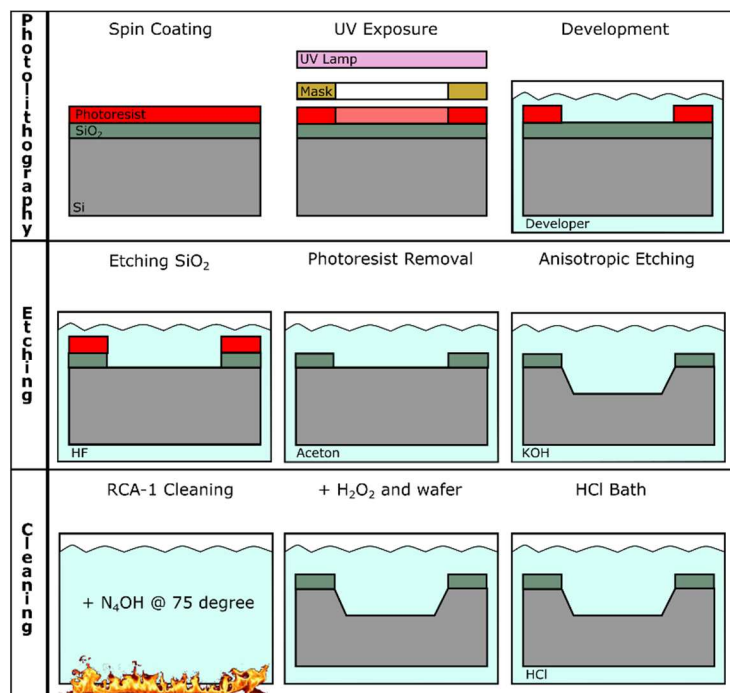 Photolithography
Spin Coating
UV Exposure
Development
UV Lamp
Mask
Photoresist
SiO₂
Si
Developer
Etching
Etching SiO₂
Photoresist Removal
Anisotropic Etching
HF
Aceton
KOH
Cleaning
RCA-1 Cleaning
+ H₂O₂ and wafer
HCl Bath
+ N₄OH @ 75 degree
HCl